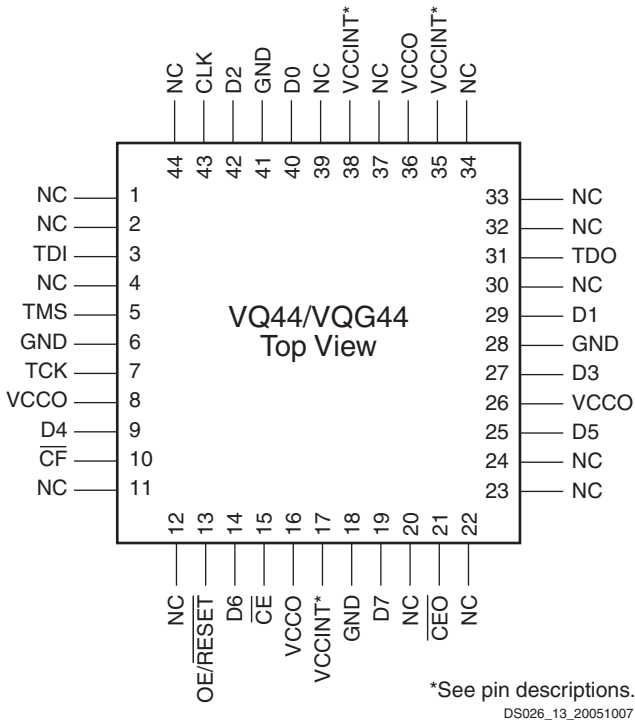 NC
CLK
D2
GND
D0
NC
VCCINT*
NC
VCCO
VCCINT*
NC
44
43
42
41
40
39
38
37
36
35
34
NC 1
NC 2
TDI 3
NC 4
TMS 5
GND 6
TCK 7
VCCO 8
D4 9
CF 10
NC 11
VQ44/VQG44
Top View
33 NC
32 NC
31 TDO
30 NC
29 D1
28 GND
27 D3
26 VCCO
25 D5
24 NC
23 NC
12
13
14
15
16
17
18
19
20
21
22
NC
OE/RESET
D6
CE
VCCO
VCCINT*
GND
D7
NC
CEO
NC
*See pin descriptions.
DS026_13_20051007